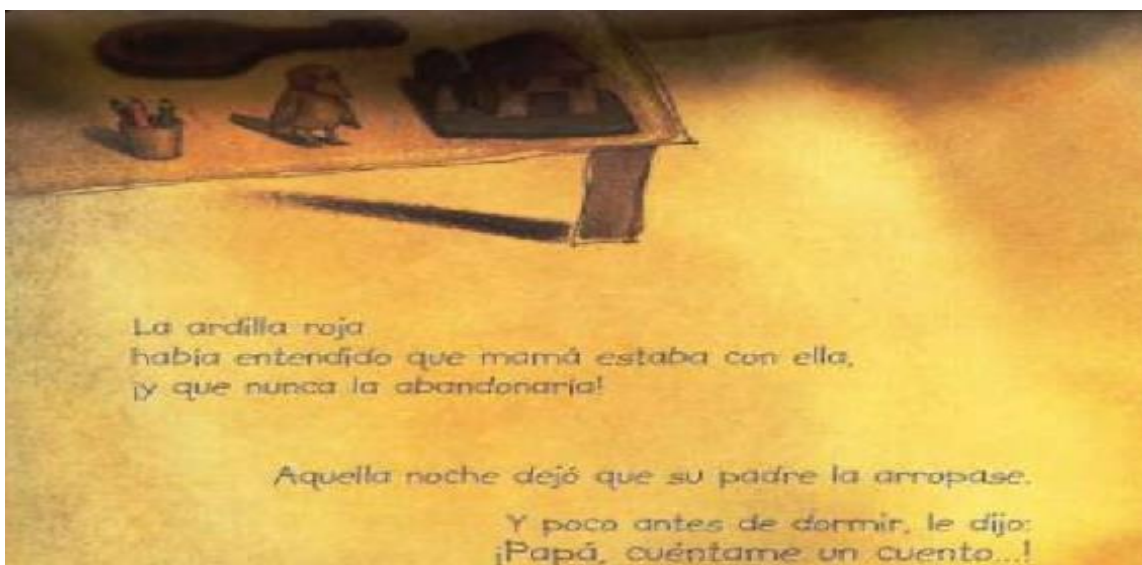 La ardilla roja
había entendido que mamá estaba con ella,
¡y que nunca la abandonaría!
Aquella noche dejó que su padre la arropase.
Y poco antes de dormir, le dijo:
¡Papá, cuéntame un cuento...!